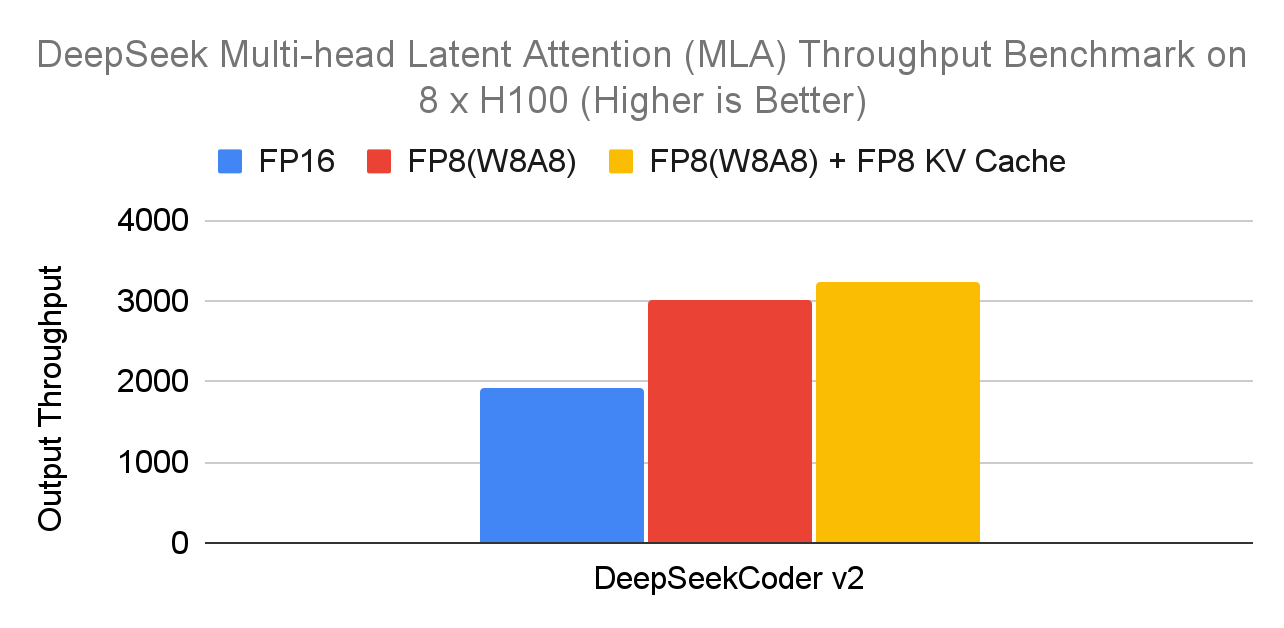 DeepSeek Multi-head Latent Attention (MLA) Throughput Benchmark on
8 x H100 (Higher is Better)
FP16 FP8(W8A8) FP8(W8A8) + FP8 KV Cache
4000
3000
2000
1000
0
Output Throughput
DeepSeekCoder v2